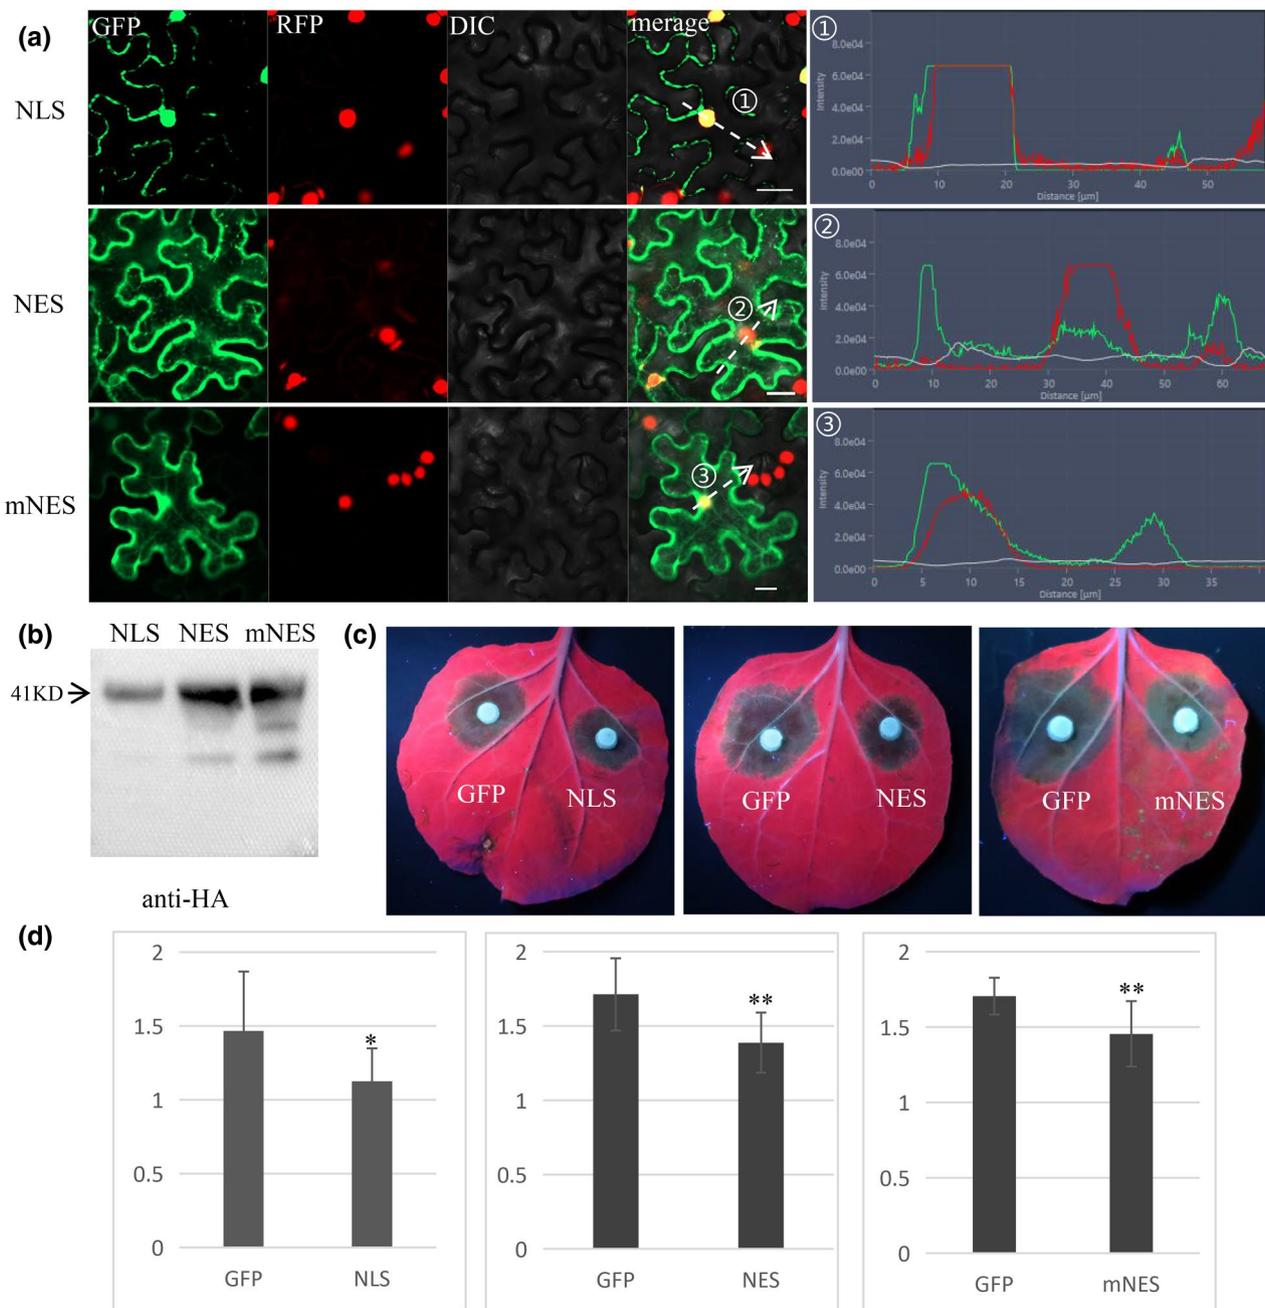 (a)
GFP RFP DIC merage
NLS
①
①
8.0e04
6.0e04
4.0e04
2.0e04
0.0e00
Intensity
0 10 20 30 40 50
Distance [µm]
NES
②
②
8.0e04
6.0e04
4.0e04
2.0e04
0.0e00
Intensity
0 10 20 30 40 50 60
Distance [µm]
mNES
③
③
8.0e04
6.0e04
4.0e04
2.0e04
0.0e00
Intensity
0 5 10 15 20 25 30 35
Distance [µm]
(b)
NLS NES mNES
41KD
anti-HA
(c)
GFP NLS
GFP NES
GFP mNES
(d)
2
1.5
1
0.5
0
*
GFP NLS
2
1.5
1
0.5
0
**
GFP NES
2
1.5
1
0.5
0
**
GFP mNES